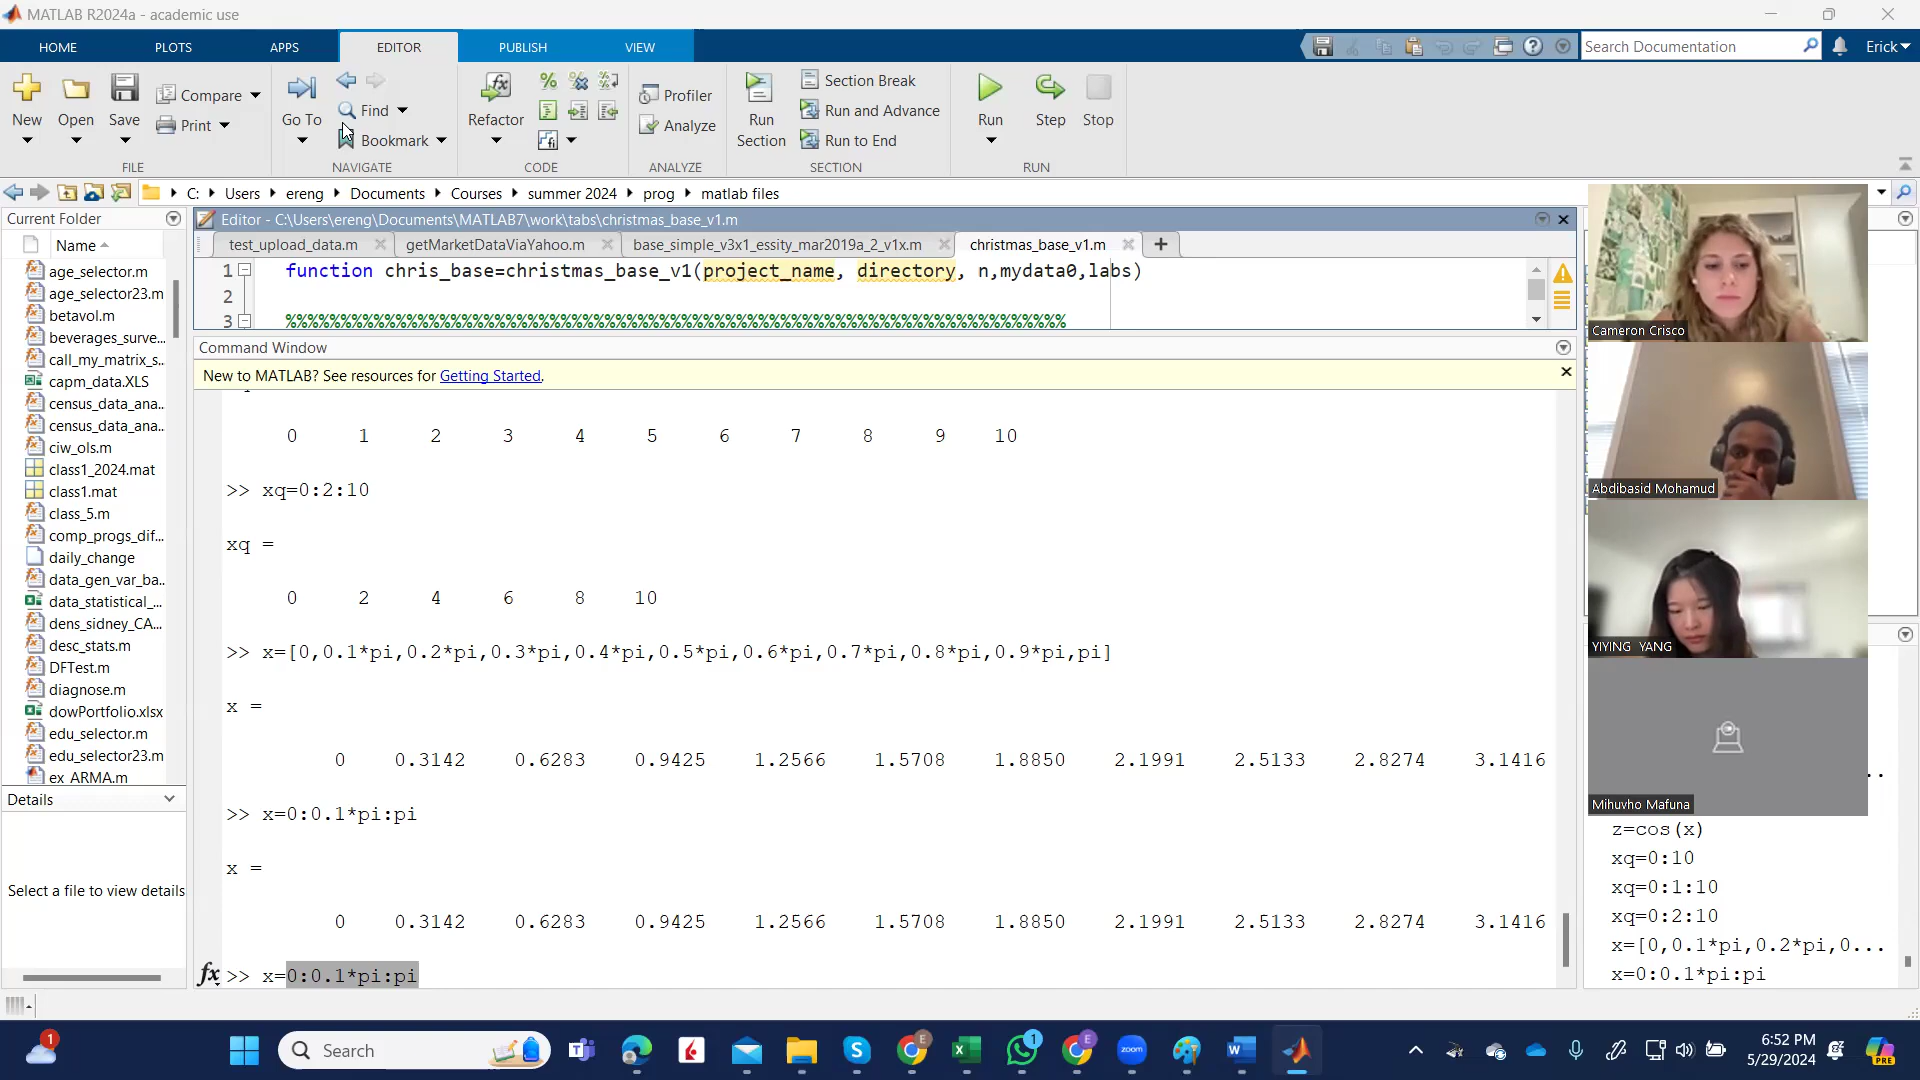 MATLAB R2024a - academic use
HOME PLOTS APPS EDITOR PUBLISH VIEW
Search Documentation
Erick
New Open Save Compare Print
FILE
Go To Find Bookmark
NAVIGATE
Refactor
CODE
Profiler Analyze
ANALYZE
Run Section Section Break Run and Advance Run to End
SECTION
Run Step Stop
RUN
C: Users ereng Documents Courses summer 2024 prog matlab files
Current Folder
Name
age_selector.m
age_selector23.m
betavol.m
beverages_surve...
call_my_matrix_s...
capm_data.XLS
census_data_ana...
census_data_ana...
ciw_ols.m
class1_2024.mat
class1.mat
class_5.m
comp_progs_dif...
daily_change
data_gen_var_ba...
data_statistical_...
dens_sidney_CA...
desc_stats.m
DFTest.m
diagnose.m
dowPortfolio.xlsx
edu_selector.m
edu_selector23.m
ex_ARMA.m
Details
Select a file to view details
Editor - C:\Users\ereng\Documents\MATLAB7\work\tabs\christmas_base_v1.m
test_upload_data.m getMarketDataViaYahoo.m base_simple_v3x1_essity_mar2019a_2_v1x.m christmas_base_v1.m
1 function chris_base=christmas_base_v1(project_name, directory, n,mydata0,labs)
2
3 %%%%%%%%%%%%%%%%%%%%%%%%%%%%%%%%%%%%%%%%%%%%%%%%%%%%%%%%%%%%%%%%%
Command Window
New to MATLAB? See resources for Getting Started.
0 1 2 3 4 5 6 7 8 9 10
>> xq=0:2:10
xq =
0 2 4 6 8 10
>> x=[0,0.1*pi,0.2*pi,0.3*pi,0.4*pi,0.5*pi,0.6*pi,0.7*pi,0.8*pi,0.9*pi,pi]
x =
0 0.3142 0.6283 0.9425 1.2566 1.5708 1.8850 2.1991 2.5133 2.8274 3.1416
>> x=0:0.1*pi:pi
x =
0 0.3142 0.6283 0.9425 1.2566 1.5708 1.8850 2.1991 2.5133 2.8274 3.1416
fx >> x=0:0.1*pi:pi
Cameron Crisco
Abdibasid Mohamud
YIYING YANG
Mihuvho Mafuna
z=cos(x)
xq=0:10
xq=0:1:10
xq=0:2:10
x=[0,0.1*pi,0.2*pi,0...
x=0:0.1*pi:pi
1
Search
E
S
1
E
zoom
6:52 PM
5/29/2024
PRE